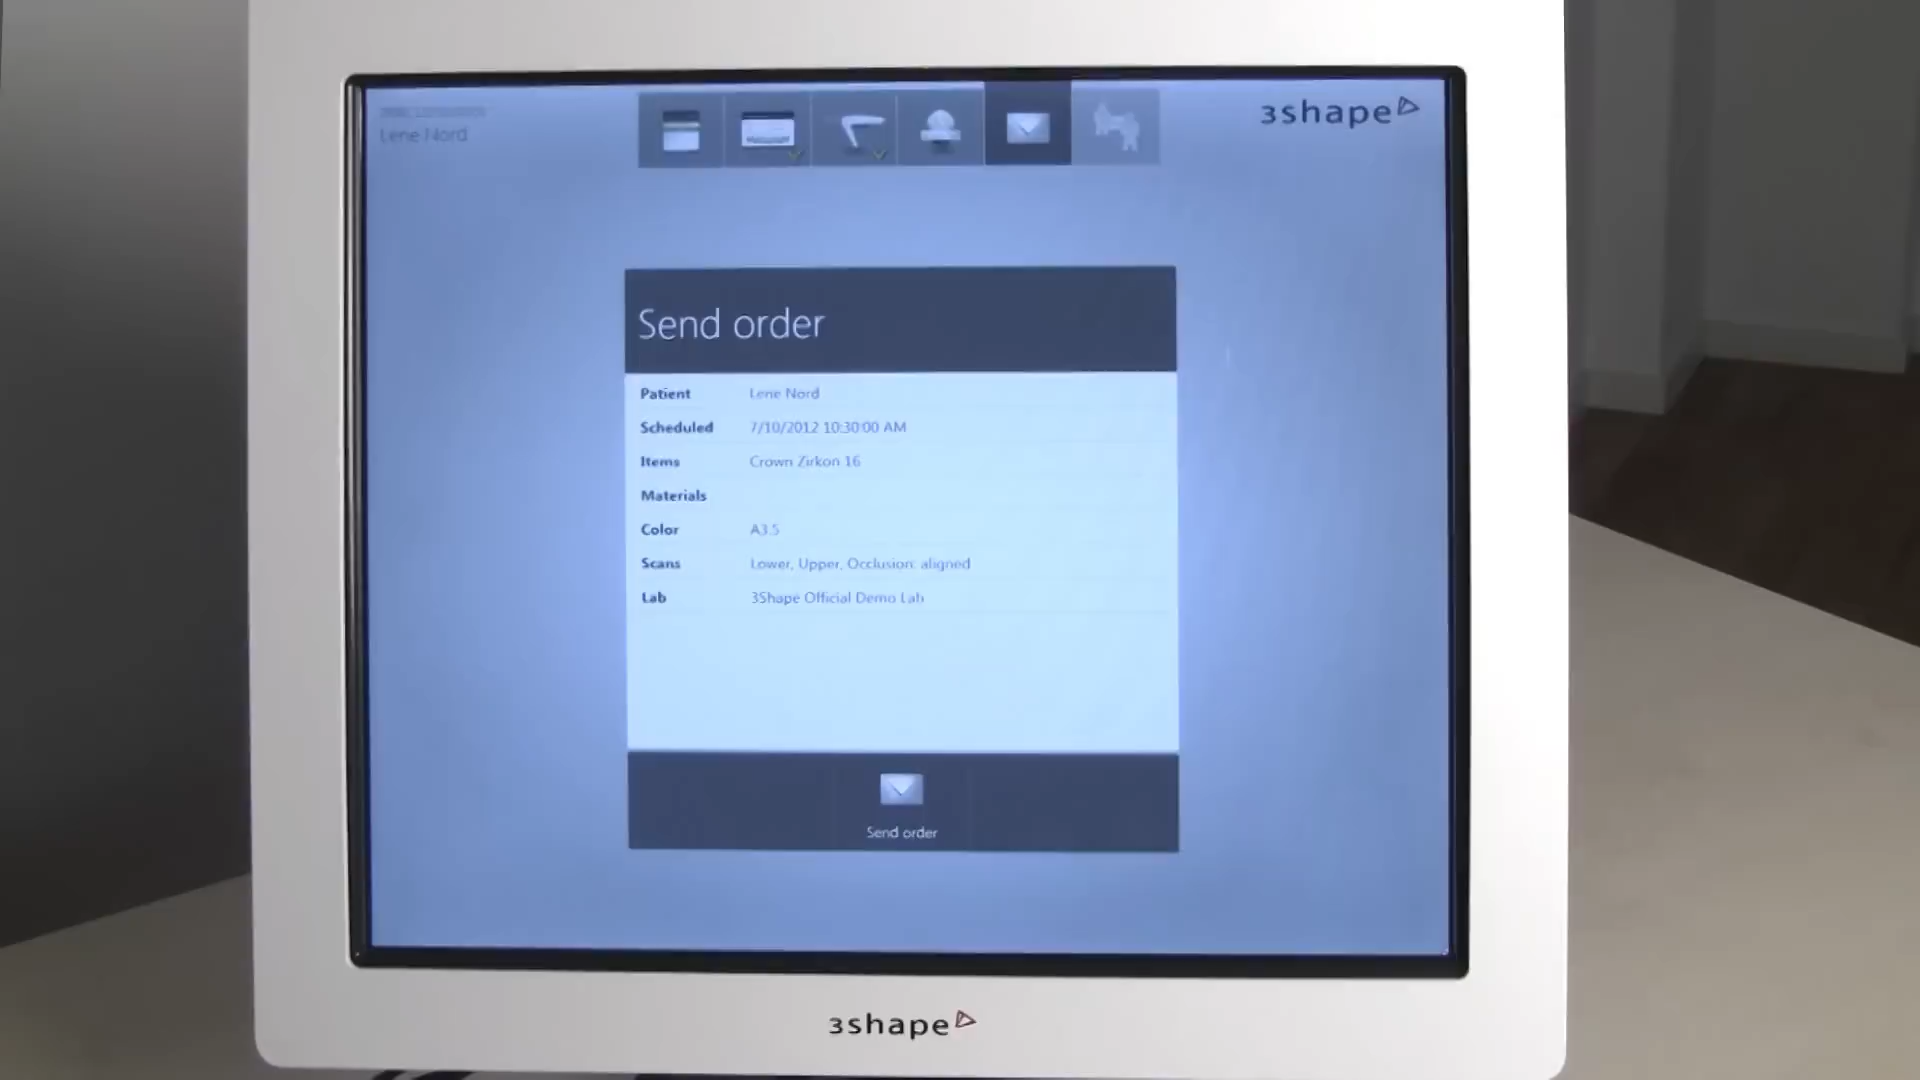 Lene Nord
3shape
Send order
Patient Lene Nord
Scheduled 7/10/2012 10:30:00 AM
Items Crown Zirkon 16
Materials
Color A3.5
Scans Lower, Upper, Occlusion: aligned
Lab 3Shape Official Demo Lab
Send order
3shape